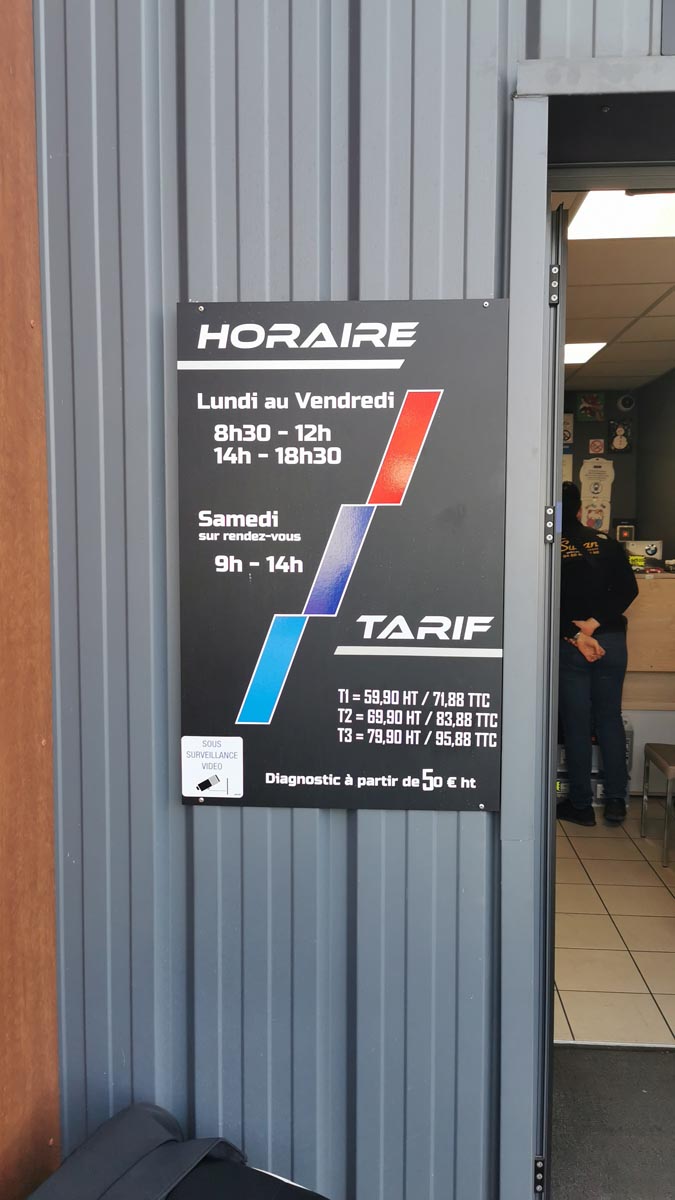 HORAIRE
Lundi au Vendredi
8h30 - 12h
14h - 18h30
Samedi
sur rendez-vous
9h - 14h
TARIF
T1 = 59,90 HT / 71,88 TTC
T2 = 69,90 HT / 83,88 TTC
T3 = 79,90 HT / 95,88 TTC
SOUS
SURVEILLANCE
VIDEO
Diagnostic à partir de 50 € ht
BMW